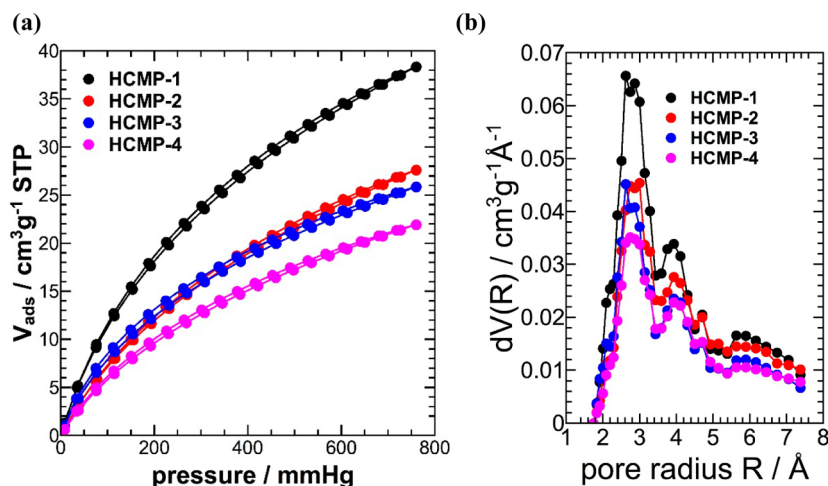 (a)
40
35
30
25
20
15
10
5
0
V_ads / cm³g⁻¹ STP
HCMP-1
HCMP-2
HCMP-3
HCMP-4
0 200 400 600 800
pressure / mmHg
(b)
0.07
0.06
0.05
0.04
0.03
0.02
0.01
0
dV(R) / cm³g⁻¹Å⁻¹
HCMP-1
HCMP-2
HCMP-3
HCMP-4
1 2 3 4 5 6 7 8
pore radius R / Å